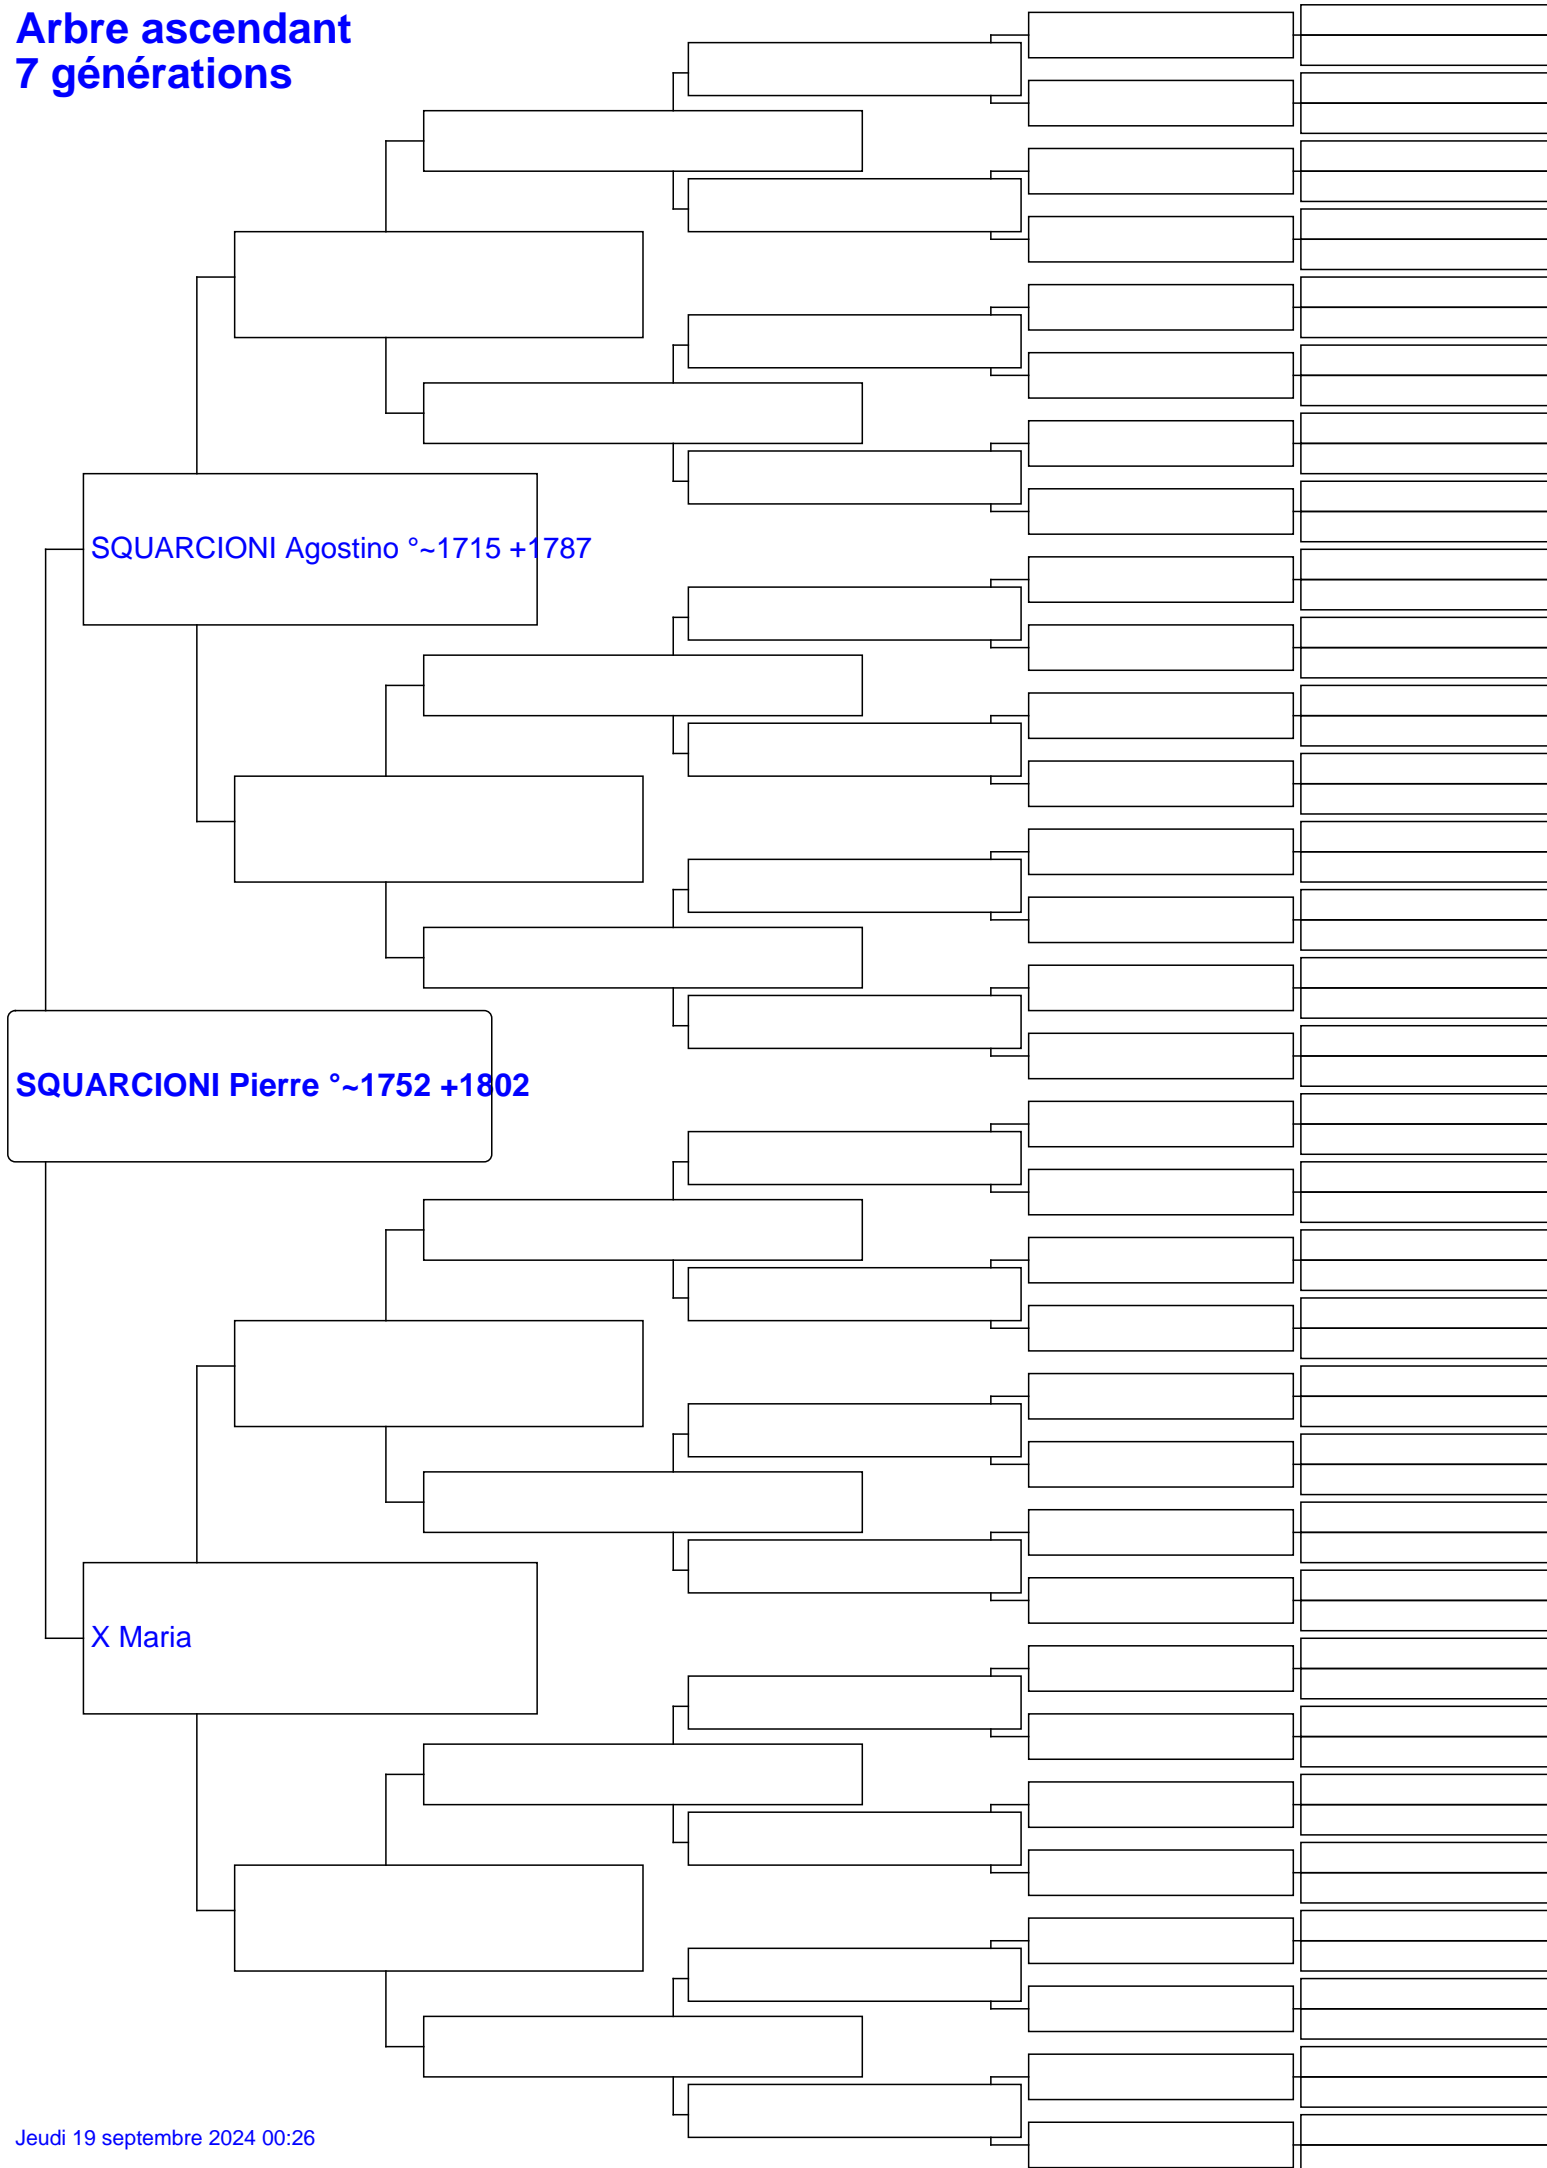 Arbre ascendant
7 générations
SQUARCIONI Agostino °~1715 +1787
SQUARCIONI Pierre °~1752 +1802
X Maria
Jeudi 19 septembre 2024 00:26